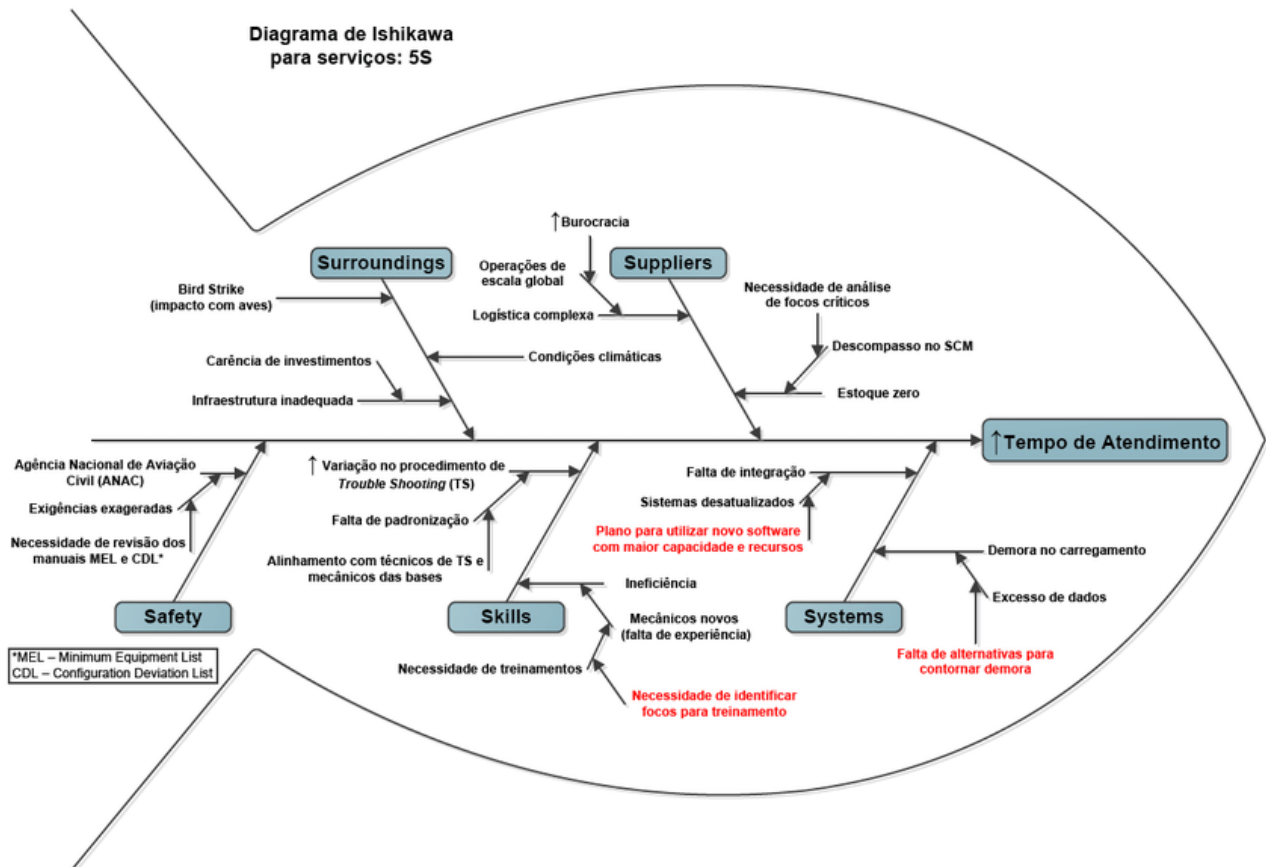 Diagrama de Ishikawa
para serviços: 5S
↑Burocracia
Surroundings
Suppliers
Operações de
escala global
Bird Strike
(impacto com aves)
Necessidade de análise
de focos críticos
Logística complexa
Carência de investimentos
Condições climáticas
Descompasso no SCM
Infraestrutura inadequada
Estoque zero
↑Tempo de Atendimento
Agência Nacional de Aviação
Civil (ANAC)
Exigências exageradas
Necessidade de revisão dos
manuais MEL e CDL*
↑ Variação no procedimento de
Trouble Shooting (TS)
Falta de padronização
Alinhamento com técnicos de TS e
mecânicos das bases
Falta de integração
Sistemas desatualizados
Plano para utilizar novo software
com maior capacidade e recursos
Demora no carregamento
Ineficiência
Excesso de dados
Safety
Skills
Mecânicos novos
(falta de experiência)
Systems
*MEL – Minimum Equipment List
CDL – Configuration Deviation List
Necessidade de treinamentos
Falta de alternativas para
contornar demora
Necessidade de identificar
focos para treinamento